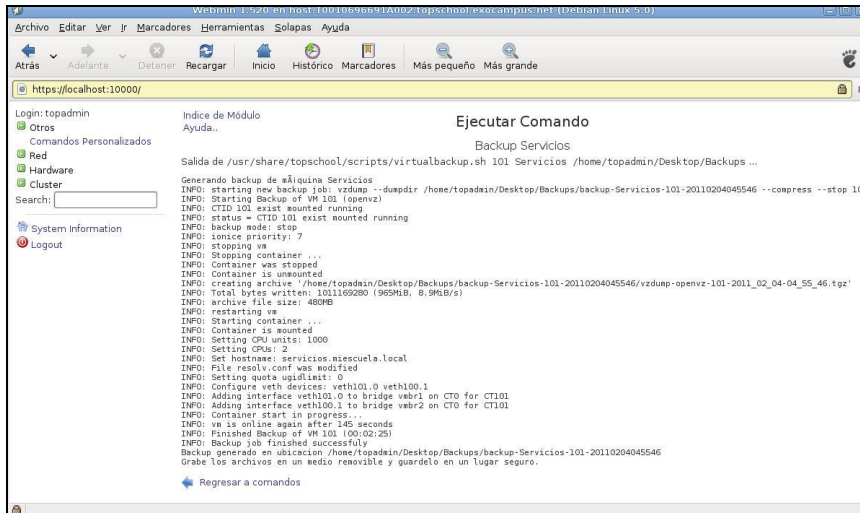 Webmin 1.520 en host.T0010696691A002.topschool.exocampus.net (Debian Linux 5.0)
Archivo Editar Ver Ir Marcadores Herramientas Solapas Ayuda
Atrás Adelante Detener Recargar Inicio Histórico Marcadores Más pequeño Más grande
https://localhost:10000/
Login: topadmin
Otros
Comandos Personalizados
Red
Hardware
Cluster
Search:
System Information
Logout
Indice de Módulo
Ayuda..
Ejecutar Comando
Backup Servicios
Salida de /usr/share/topschool/scripts/virtualbackup.sh 101 Servicios /home/topadmin/Desktop/Backups ...
Generando backup de mÃiquina Servicios
INFO: starting new backup job: vzdump --dumpdir /home/topadmin/Desktop/Backups/backup-Servicios-101-20110204045546 --compress --stop 10
INFO: Starting Backup of VM 101 (openvz)
INFO: CTID 101 exist mounted running
INFO: status = CTID 101 exist mounted running
INFO: backup mode: stop
INFO: ionice priority: 7
INFO: stopping vm
INFO: Stopping container ...
INFO: Container was stopped
INFO: Container is unmounted
INFO: creating archive '/home/topadmin/Desktop/Backups/backup-Servicios-101-20110204045546/vzdump-openvz-101-2011_02_04-04_55_46.tgz'
INFO: Total bytes written: 1011169280 (965MiB, 8.9MiB/s)
INFO: archive file size: 480MB
INFO: restarting vm
INFO: Starting container ...
INFO: Container is mounted
INFO: Setting CPU units: 1000
INFO: Setting CPUs: 2
INFO: Set hostname: servicios.miescuela.local
INFO: File resolv.conf was modified
INFO: Setting quota ugidlimit: 0
INFO: Configure veth devices: veth101.0 veth100.1
INFO: Adding interface veth101.0 to bridge vmbr1 on CT0 for CT101
INFO: Adding interface veth100.1 to bridge vmbr2 on CT0 for CT101
INFO: Container start in progress...
INFO: vm is online again after 145 seconds
INFO: Finished Backup of VM 101 (00:02:25)
INFO: Backup job finished successfuly
Backup generado en ubicacion /home/topadmin/Desktop/Backups/backup-Servicios-101-20110204045546
Grabe los archivos en un medio removible y guardelo en un lugar seguro.
Regresar a comandos